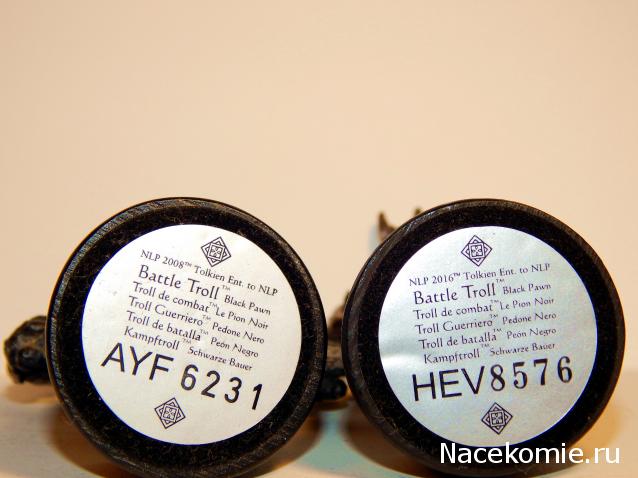 NLP 2008™ Tolkien Ent. to NLP
Battle Troll™ Black Pawn
Troll de combat™ Le Pion Noir
Troll Guerriero™ Pedone Nero
Troll de batalla™ Peón Negro
Kampftroll™ Schwarze Bauer
AYF 6231
NLP 2016™ Tolkien Ent. to NLP
Battle Troll™ Black Pawn
Troll de combat™ Le Pion Noir
Troll Guerriero™ Pedone Nero
Troll de batalla™ Peón Negro
Kampftroll™ Schwarze Bauer
HEV8576
Nacekomie.ru